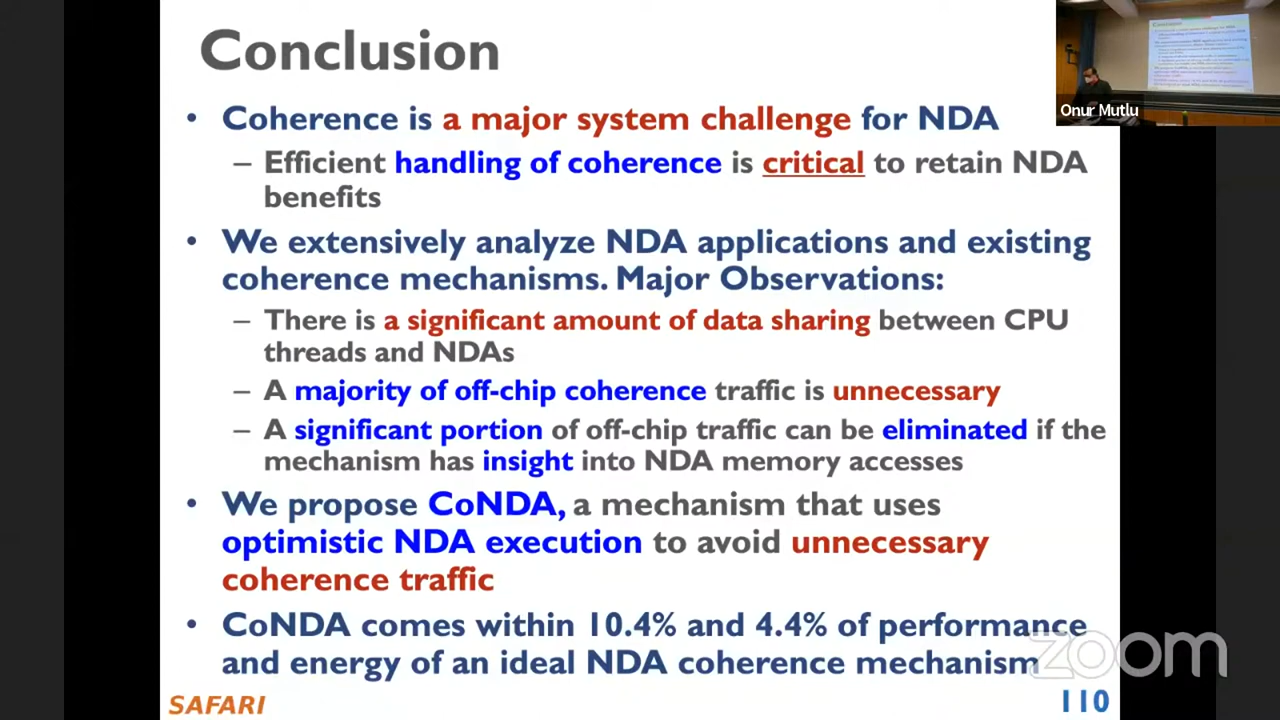 Conclusion
Onur Mutlu
• Coherence is a major system challenge for NDA
– Efficient handling of coherence is critical to retain NDA
benefits
• We extensively analyze NDA applications and existing
coherence mechanisms. Major Observations:
– There is a significant amount of data sharing between CPU
threads and NDAs
– A majority of off-chip coherence traffic is unnecessary
– A significant portion of off-chip traffic can be eliminated if the
mechanism has insight into NDA memory accesses
• We propose CoNDA, a mechanism that uses
optimistic NDA execution to avoid unnecessary
coherence traffic
• CoNDA comes within 10.4% and 4.4% of performance
and energy of an ideal NDA coherence mechanism
zoom
SAFARI
110